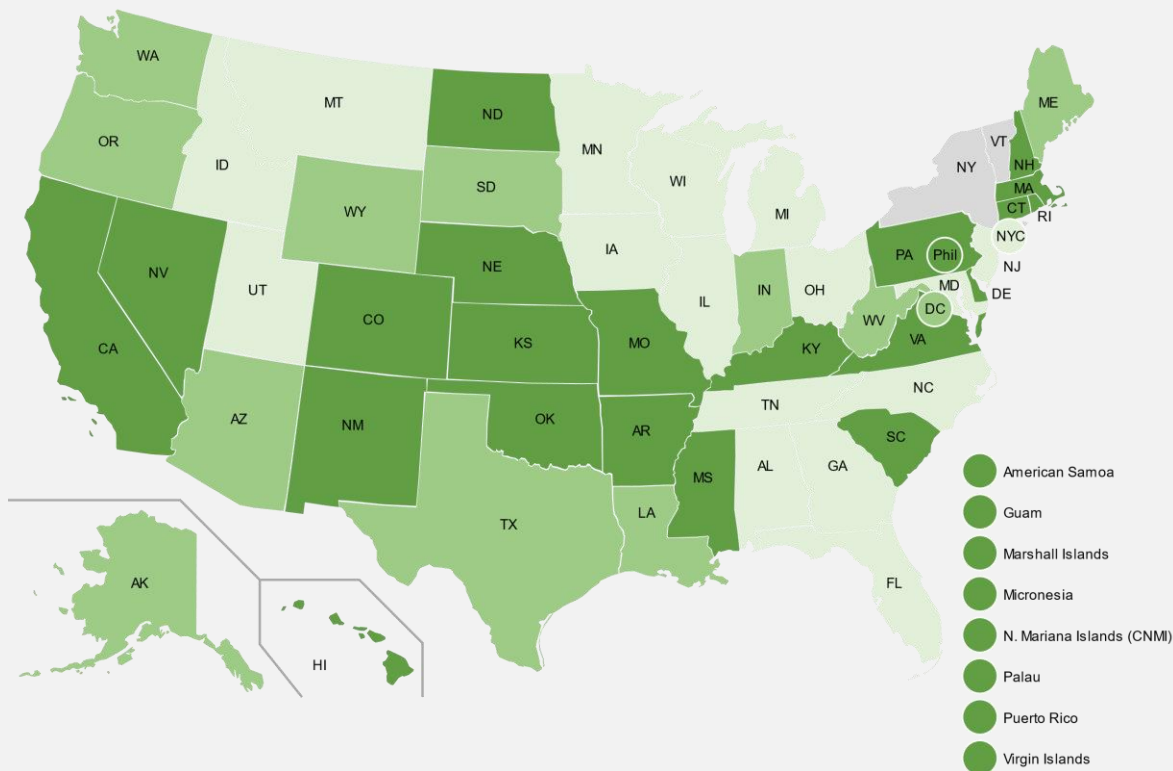 WA
MT
ND
ME
OR
ID
MN
VT
NY
NH
SD
WI
WY
MA
MI
CT
RI
NYC
IA
NE
PA
Phil
NJ
NV
UT
IL
IN
OH
MD
DE
CO
DC
WV
CA
KS
MO
KY
VA
NC
TN
AZ
NM
OK
AR
SC
MS
AL
GA
American Samoa
TX
LA
Guam
Marshall Islands
AK
FL
Micronesia
N. Mariana Islands (CNMI)
HI
Palau
Puerto Rico
Virgin Islands